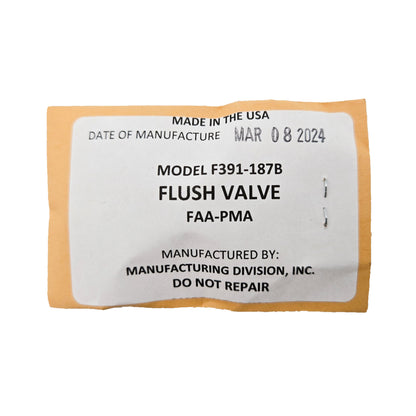 MADE IN THE USA
DATE OF MANUFACTURE MAR 08 2024
MODEL F391-187B
FLUSH VALVE
FAA-PMA
MANUFACTURED BY:
MANUFACTURING DIVISION, INC.
DO NOT REPAIR